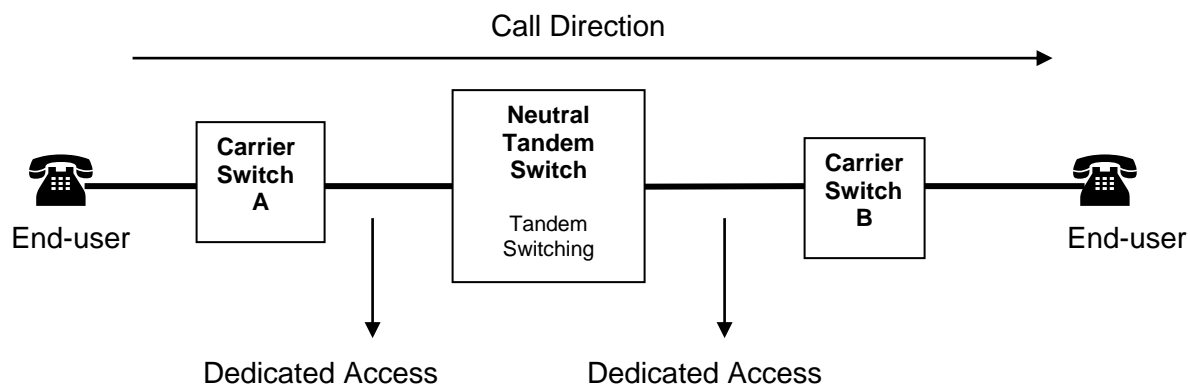 Call Direction
Neutral
Tandem
Switch
Tandem
Switching
Carrier
Switch
A
Carrier
Switch
B
End-user
End-user
Dedicated Access
Dedicated Access